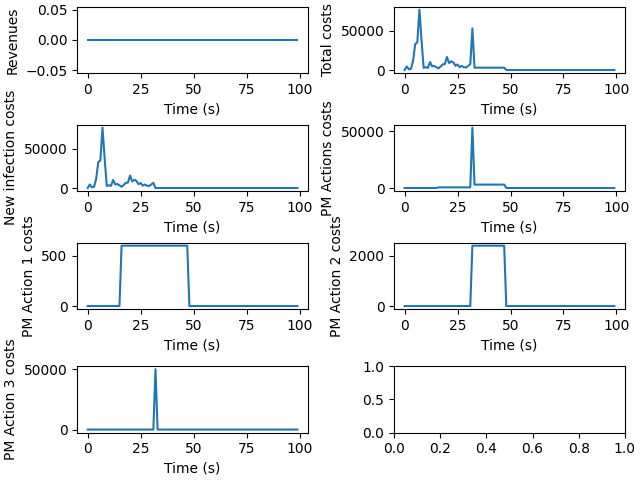 Revenues
0.05
0.00
−0.05
0 25 50 75 100
Time (s)
Total costs
50000
0
0 25 50 75 100
Time (s)
New infection costs
50000
0
0 25 50 75 100
Time (s)
PM Actions costs
50000
0
0 25 50 75 100
Time (s)
PM Action 1 costs
500
0
0 25 50 75 100
Time (s)
PM Action 2 costs
2000
0
0 25 50 75 100
Time (s)
PM Action 3 costs
50000
0
0 25 50 75 100
Time (s)
1.0
0.5
0.0
0.0 0.2 0.4 0.6 0.8 1.0